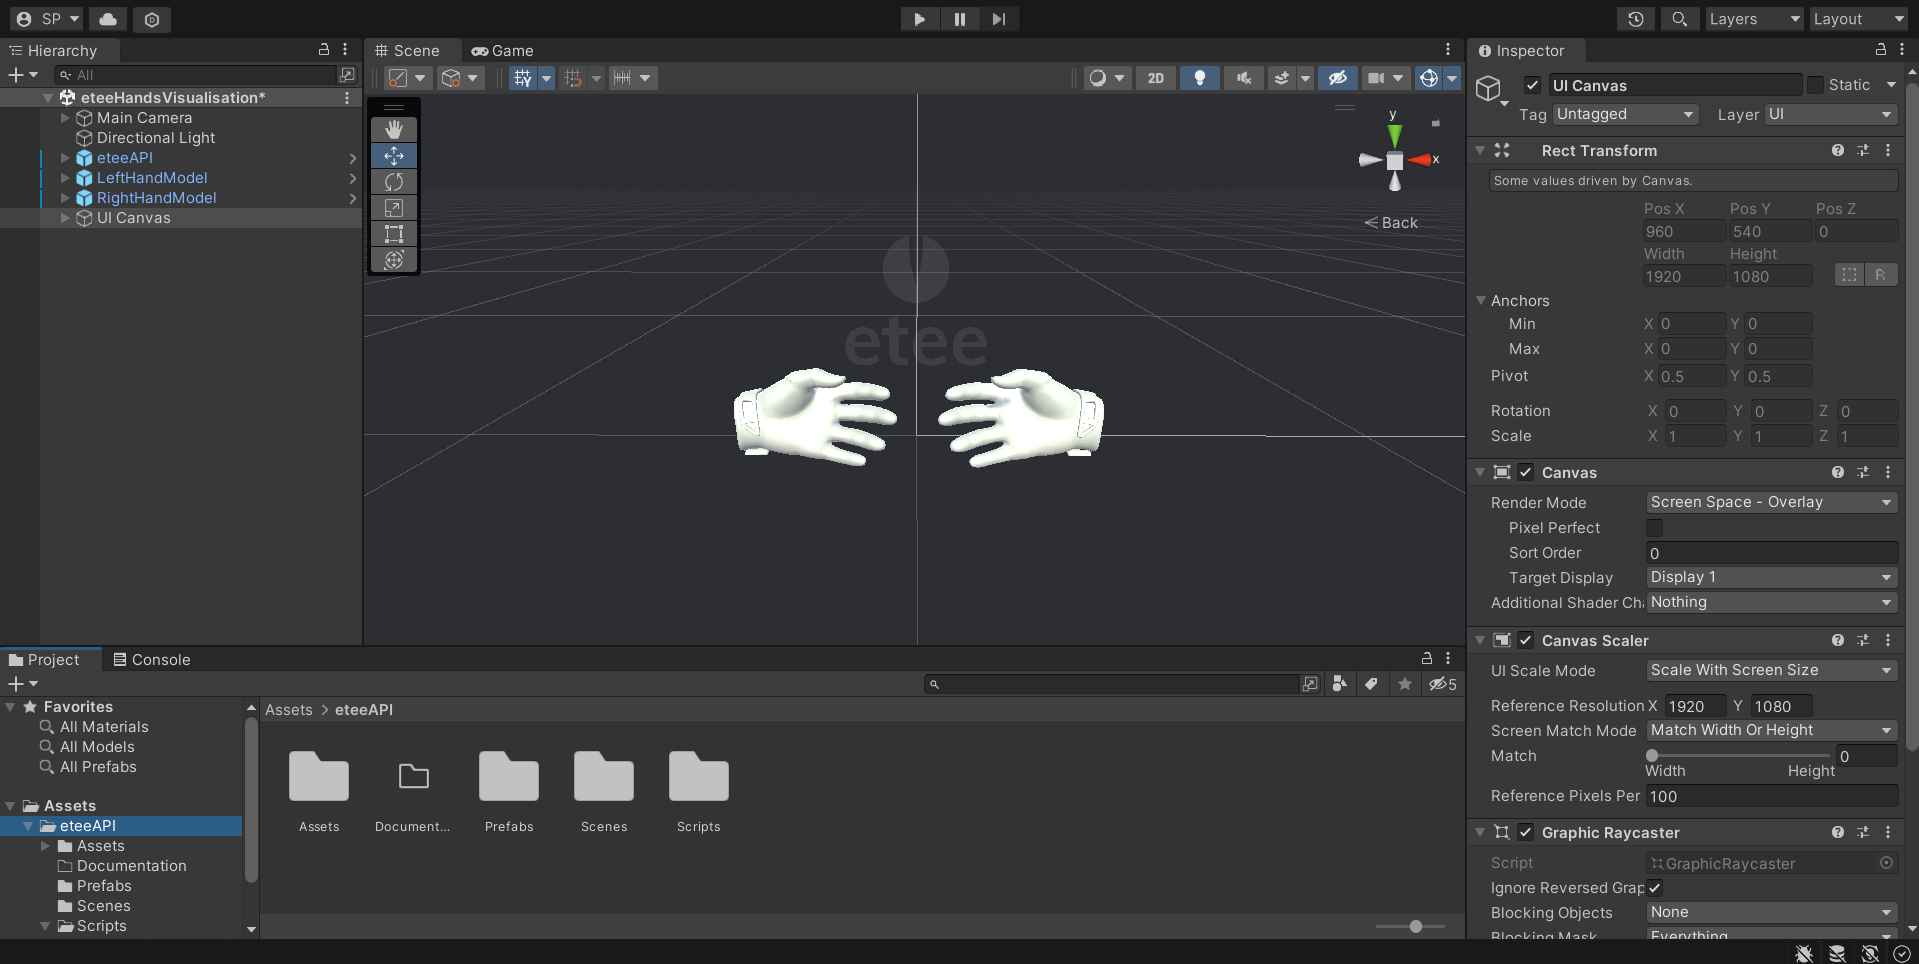 SP
Layers
Layout
Hierarchy
All
eteeHandsVisualisation*
Main Camera
Directional Light
eteeAPI
LeftHandModel
RightHandModel
UI Canvas
Scene
Game
2D
y
x
Back
etee
Inspector
UI Canvas
Static
Tag Untagged Layer UI
Rect Transform
Some values driven by Canvas.
Pos X Pos Y Pos Z
960 540 0
Width Height
1920 1080 R
Anchors
Min X 0 Y 0
Max X 0 Y 0
Pivot X 0.5 Y 0.5
Rotation X 0 Y 0 Z 0
Scale X 1 Y 1 Z 1
Canvas
Render Mode Screen Space - Overlay
Pixel Perfect
Sort Order 0
Target Display Display 1
Additional Shader Cha Nothing
Canvas Scaler
UI Scale Mode Scale With Screen Size
Reference Resolution X 1920 Y 1080
Screen Match Mode Match Width Or Height
Match 0
Width Height
Reference Pixels Per 100
Graphic Raycaster
Script GraphicRaycaster
Ignore Reversed Grap
Blocking Objects None
Blocking Mask Everything
Project
Console
5
Favorites
All Materials
All Models
All Prefabs
Assets
eteeAPI
Assets
Documentation
Prefabs
Scenes
Scripts
Assets > eteeAPI
Assets
Document...
Prefabs
Scenes
Scripts